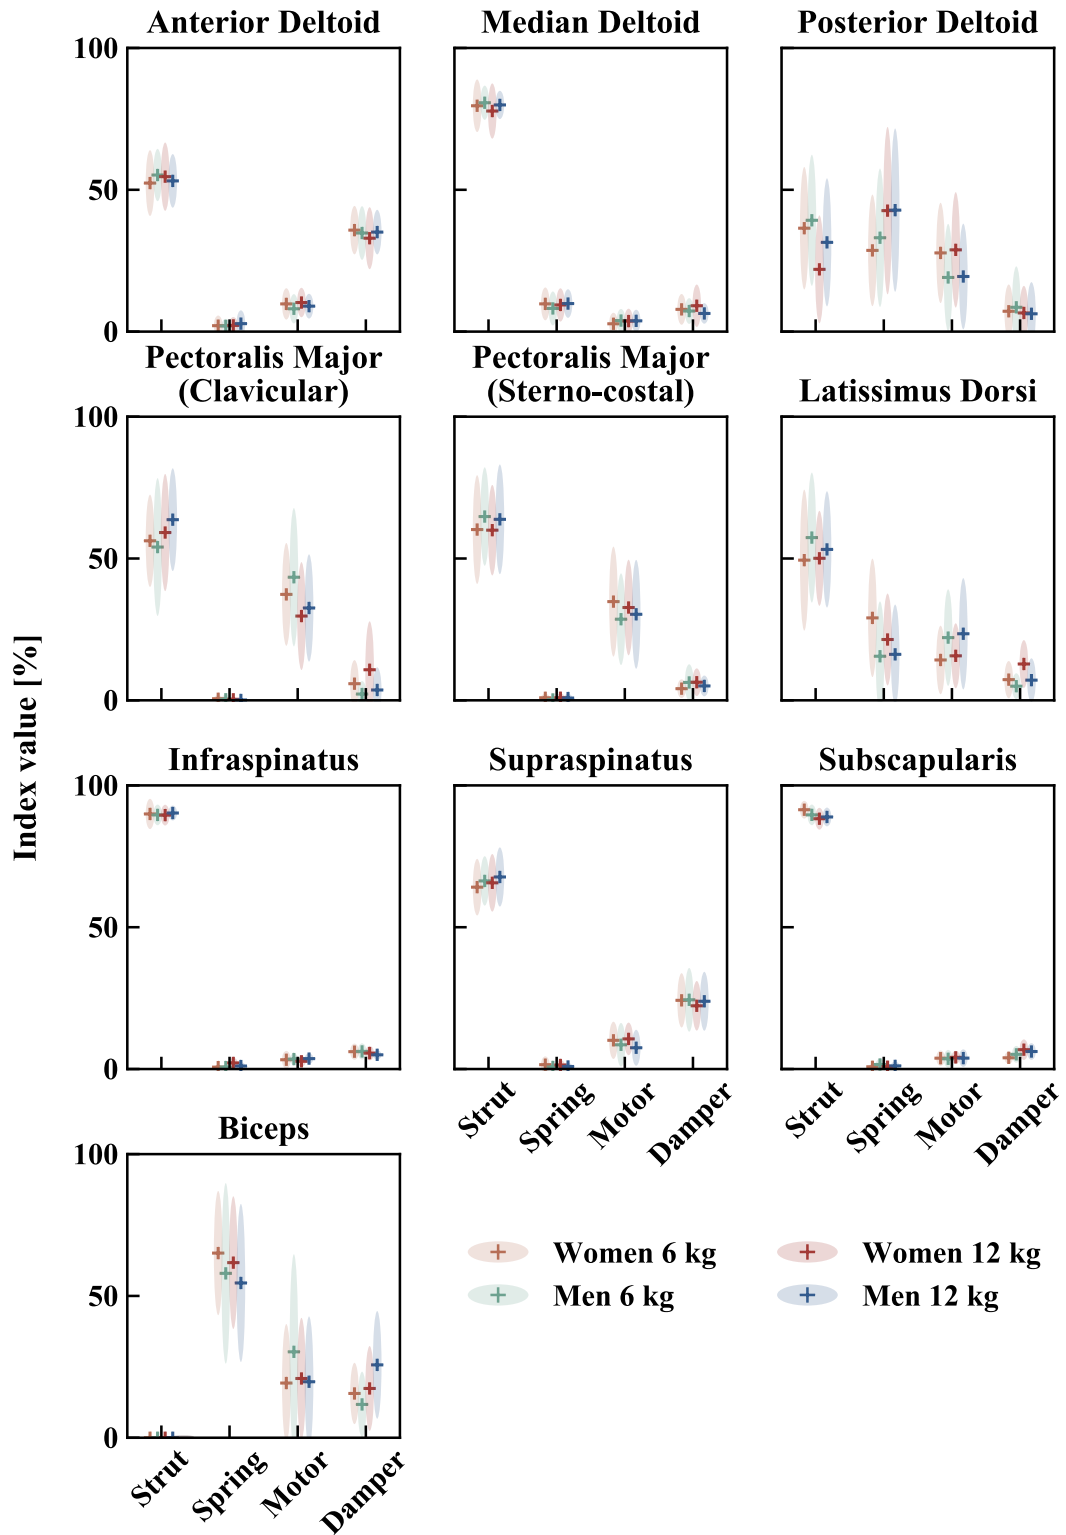 Anterior Deltoid
Median Deltoid
Posterior Deltoid
100
50
0
Pectoralis Major
(Clavicular)
Pectoralis Major
(Sterno-costal)
Latissimus Dorsi
100
50
0
Index value [%]
Infraspinatus
Supraspinatus
Subscapularis
100
50
0
Strut
Spring
Motor
Damper
Strut
Spring
Motor
Damper
Biceps
100
50
0
Strut
Spring
Motor
Damper
Women 6 kg
Women 12 kg
Men 6 kg
Men 12 kg